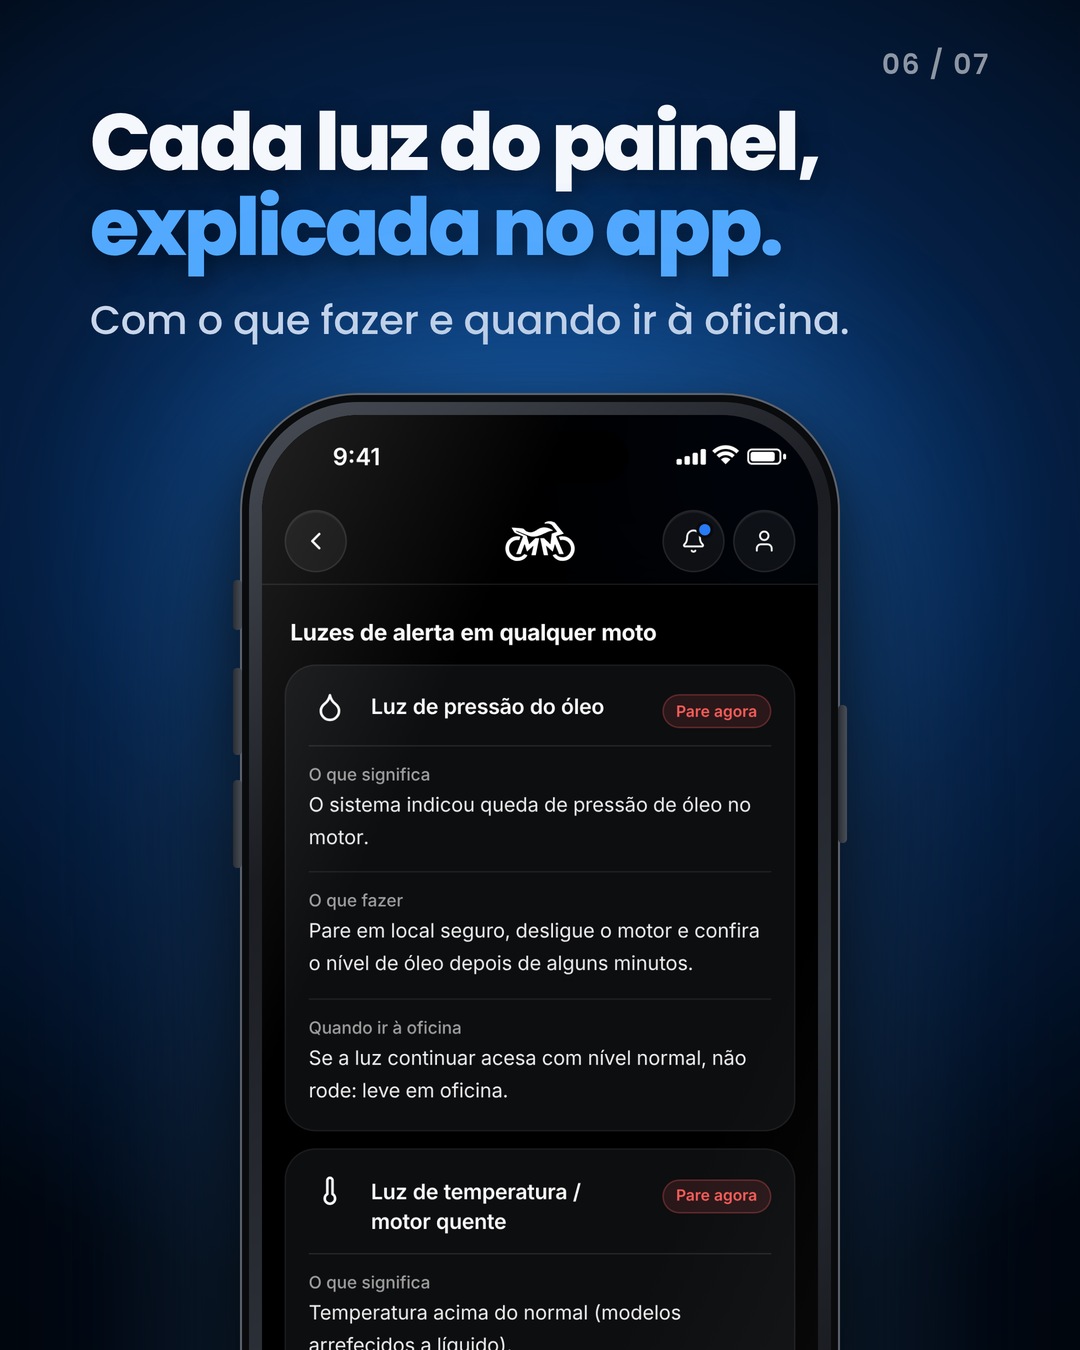 06 / 07
Cada luz do painel,
explicada no app.
Com o que fazer e quando ir à oficina.
9:41
MM
Luzes de alerta em qualquer moto
Luz de pressão do óleo
Pare agora
O que significa
O sistema indicou queda de pressão de óleo no
motor.
O que fazer
Pare em local seguro, desligue o motor e confira
o nível de óleo depois de alguns minutos.
Quando ir à oficina
Se a luz continuar acesa com nível normal, não
rode: leve em oficina.
Luz de temperatura /
motor quente
Pare agora
O que significa
Temperatura acima do normal (modelos
arrefecidos a líquido).